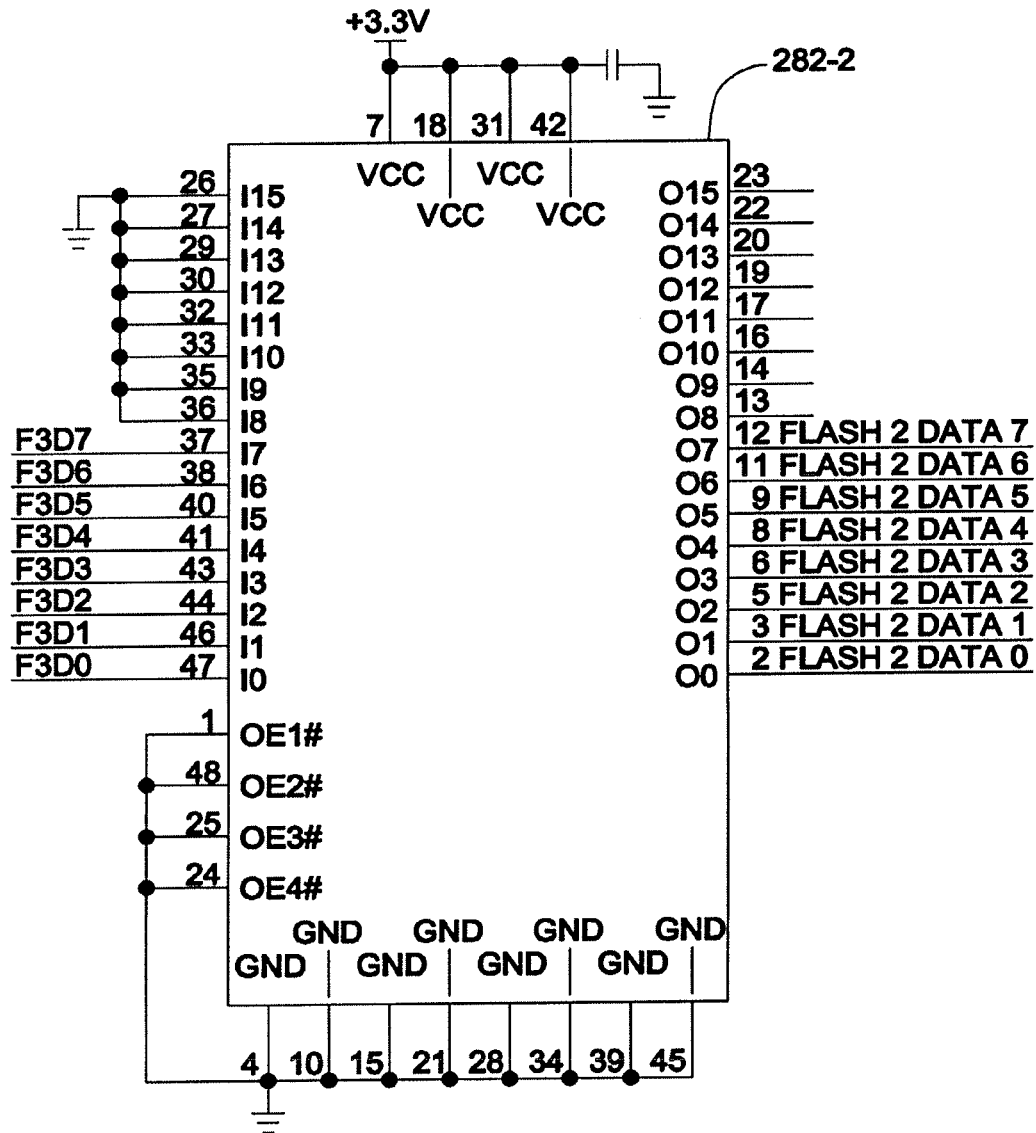 +3.3V
282-2
7 18 31 42
VCC VCC
VCC VCC
26 I15 O15 23
27 I14 O14 22
29 I13 O13 20
30 I12 O12 19
32 I11 O11 17
33 I10 O10 16
35 I9 O9 14
36 I8 O8 13
F3D7 37 I7 O7 12 FLASH 2 DATA 7
F3D6 38 I6 O6 11 FLASH 2 DATA 6
F3D5 40 I5 O5 9 FLASH 2 DATA 5
F3D4 41 I4 O4 8 FLASH 2 DATA 4
F3D3 43 I3 O3 6 FLASH 2 DATA 3
F3D2 44 I2 O2 5 FLASH 2 DATA 2
F3D1 46 I1 O1 3 FLASH 2 DATA 1
F3D0 47 I0 O0 2 FLASH 2 DATA 0
1 OE1#
48 OE2#
25 OE3#
24 OE4#
GND GND GND GND
GND GND GND GND
4 10 15 21 28 34 39 45